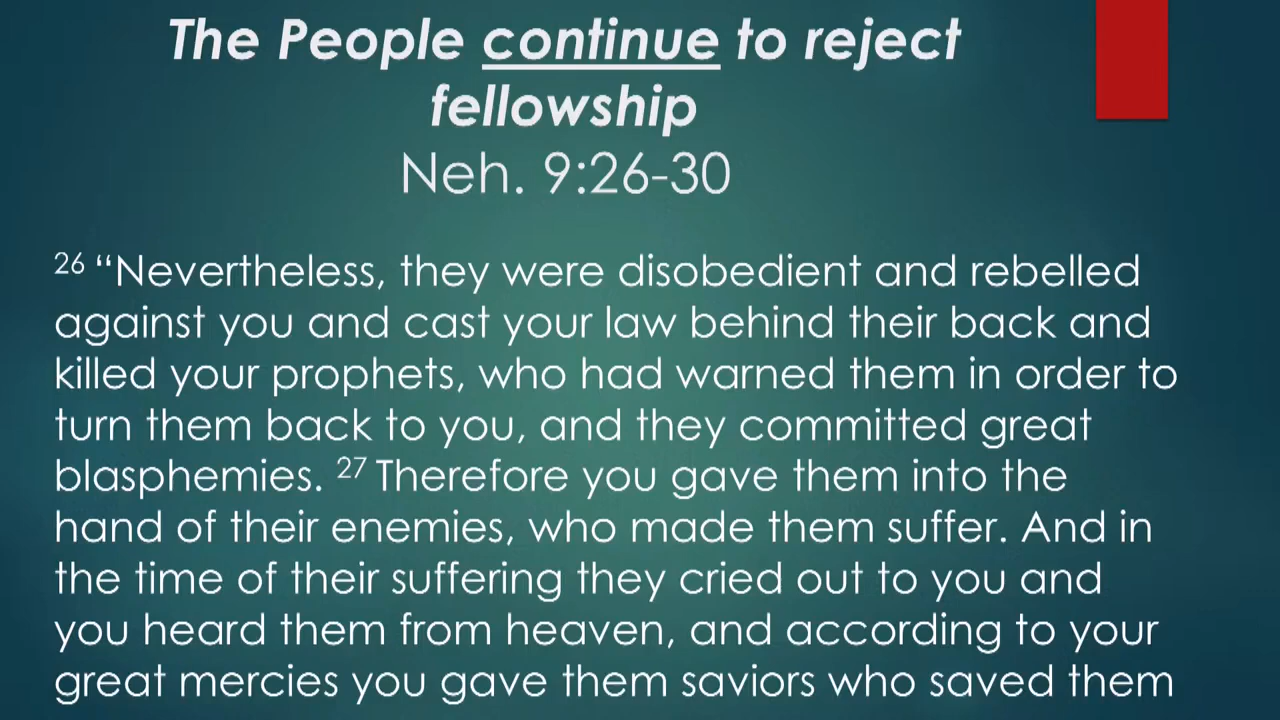 The People continue to reject
fellowship
Neh. 9:26-30
26 “Nevertheless, they were disobedient and rebelled
against you and cast your law behind their back and
killed your prophets, who had warned them in order to
turn them back to you, and they committed great
blasphemies. 27 Therefore you gave them into the
hand of their enemies, who made them suffer. And in
the time of their suffering they cried out to you and
you heard them from heaven, and according to your
great mercies you gave them saviors who saved them